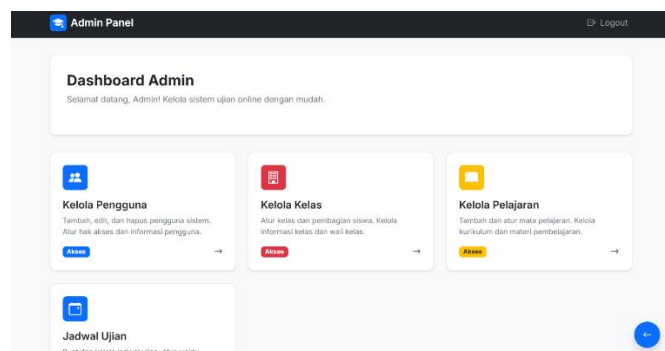 Admin Panel
Logout
Dashboard Admin
Selamat datang, Admin! Kelola sistem ujian online dengan mudah.
Kelola Pengguna
Tambah, edit, dan hapus pengguna sistem.
Atur hak akses dan informasi pengguna.
Akses
Kelola Kelas
Atur kelas dan pembagian siswa. Kelola
informasi kelas dan wali kelas.
Akses
Kelola Pelajaran
Tambah dan atur mata pelajaran. Kelola
kurikulum dan materi pembelajaran.
Akses
Jadwal Ujian